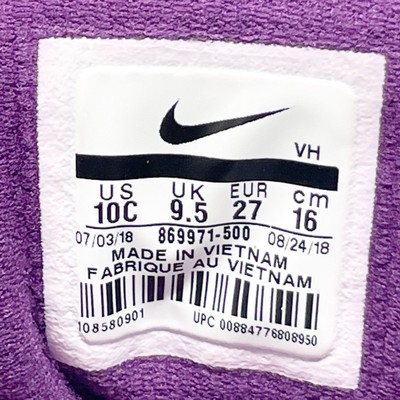 VH
US UK EUR cm
10C 9.5 27 16
07/03/18 869971-500 08/24/18
MADE IN VIETNAM
FABRIQUE AU VIETNAM
108580901 UPC 00884776808950